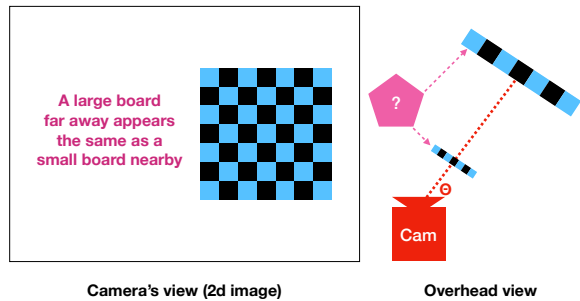 A large board
far away appears
the same as a
small board nearby
?
Θ
Cam
Camera's view (2d image)
Overhead view